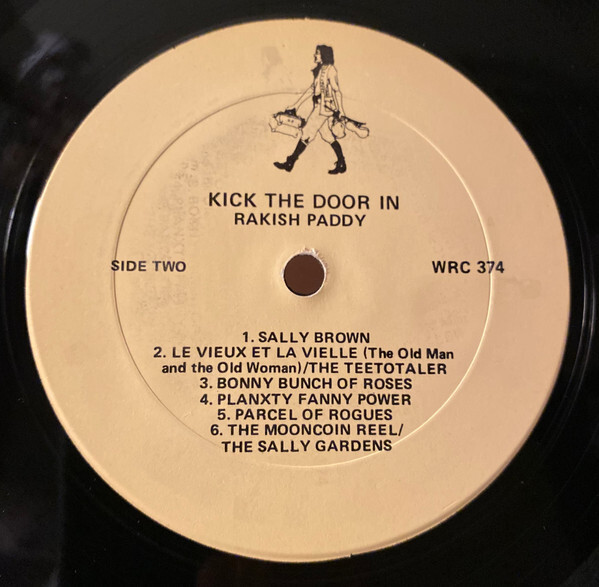 KICK THE DOOR IN
RAKISH PADDY
SIDE TWO
WRC 374
1. SALLY BROWN
2. LE VIEUX ET LA VIELLE (The Old Man
and the Old Woman)/THE TEETOTALER
3. BONNY BUNCH OF ROSES
4. PLANXTY FANNY POWER
5. PARCEL OF ROGUES
6. THE MOONCOIN REEL/
THE SALLY GARDENS